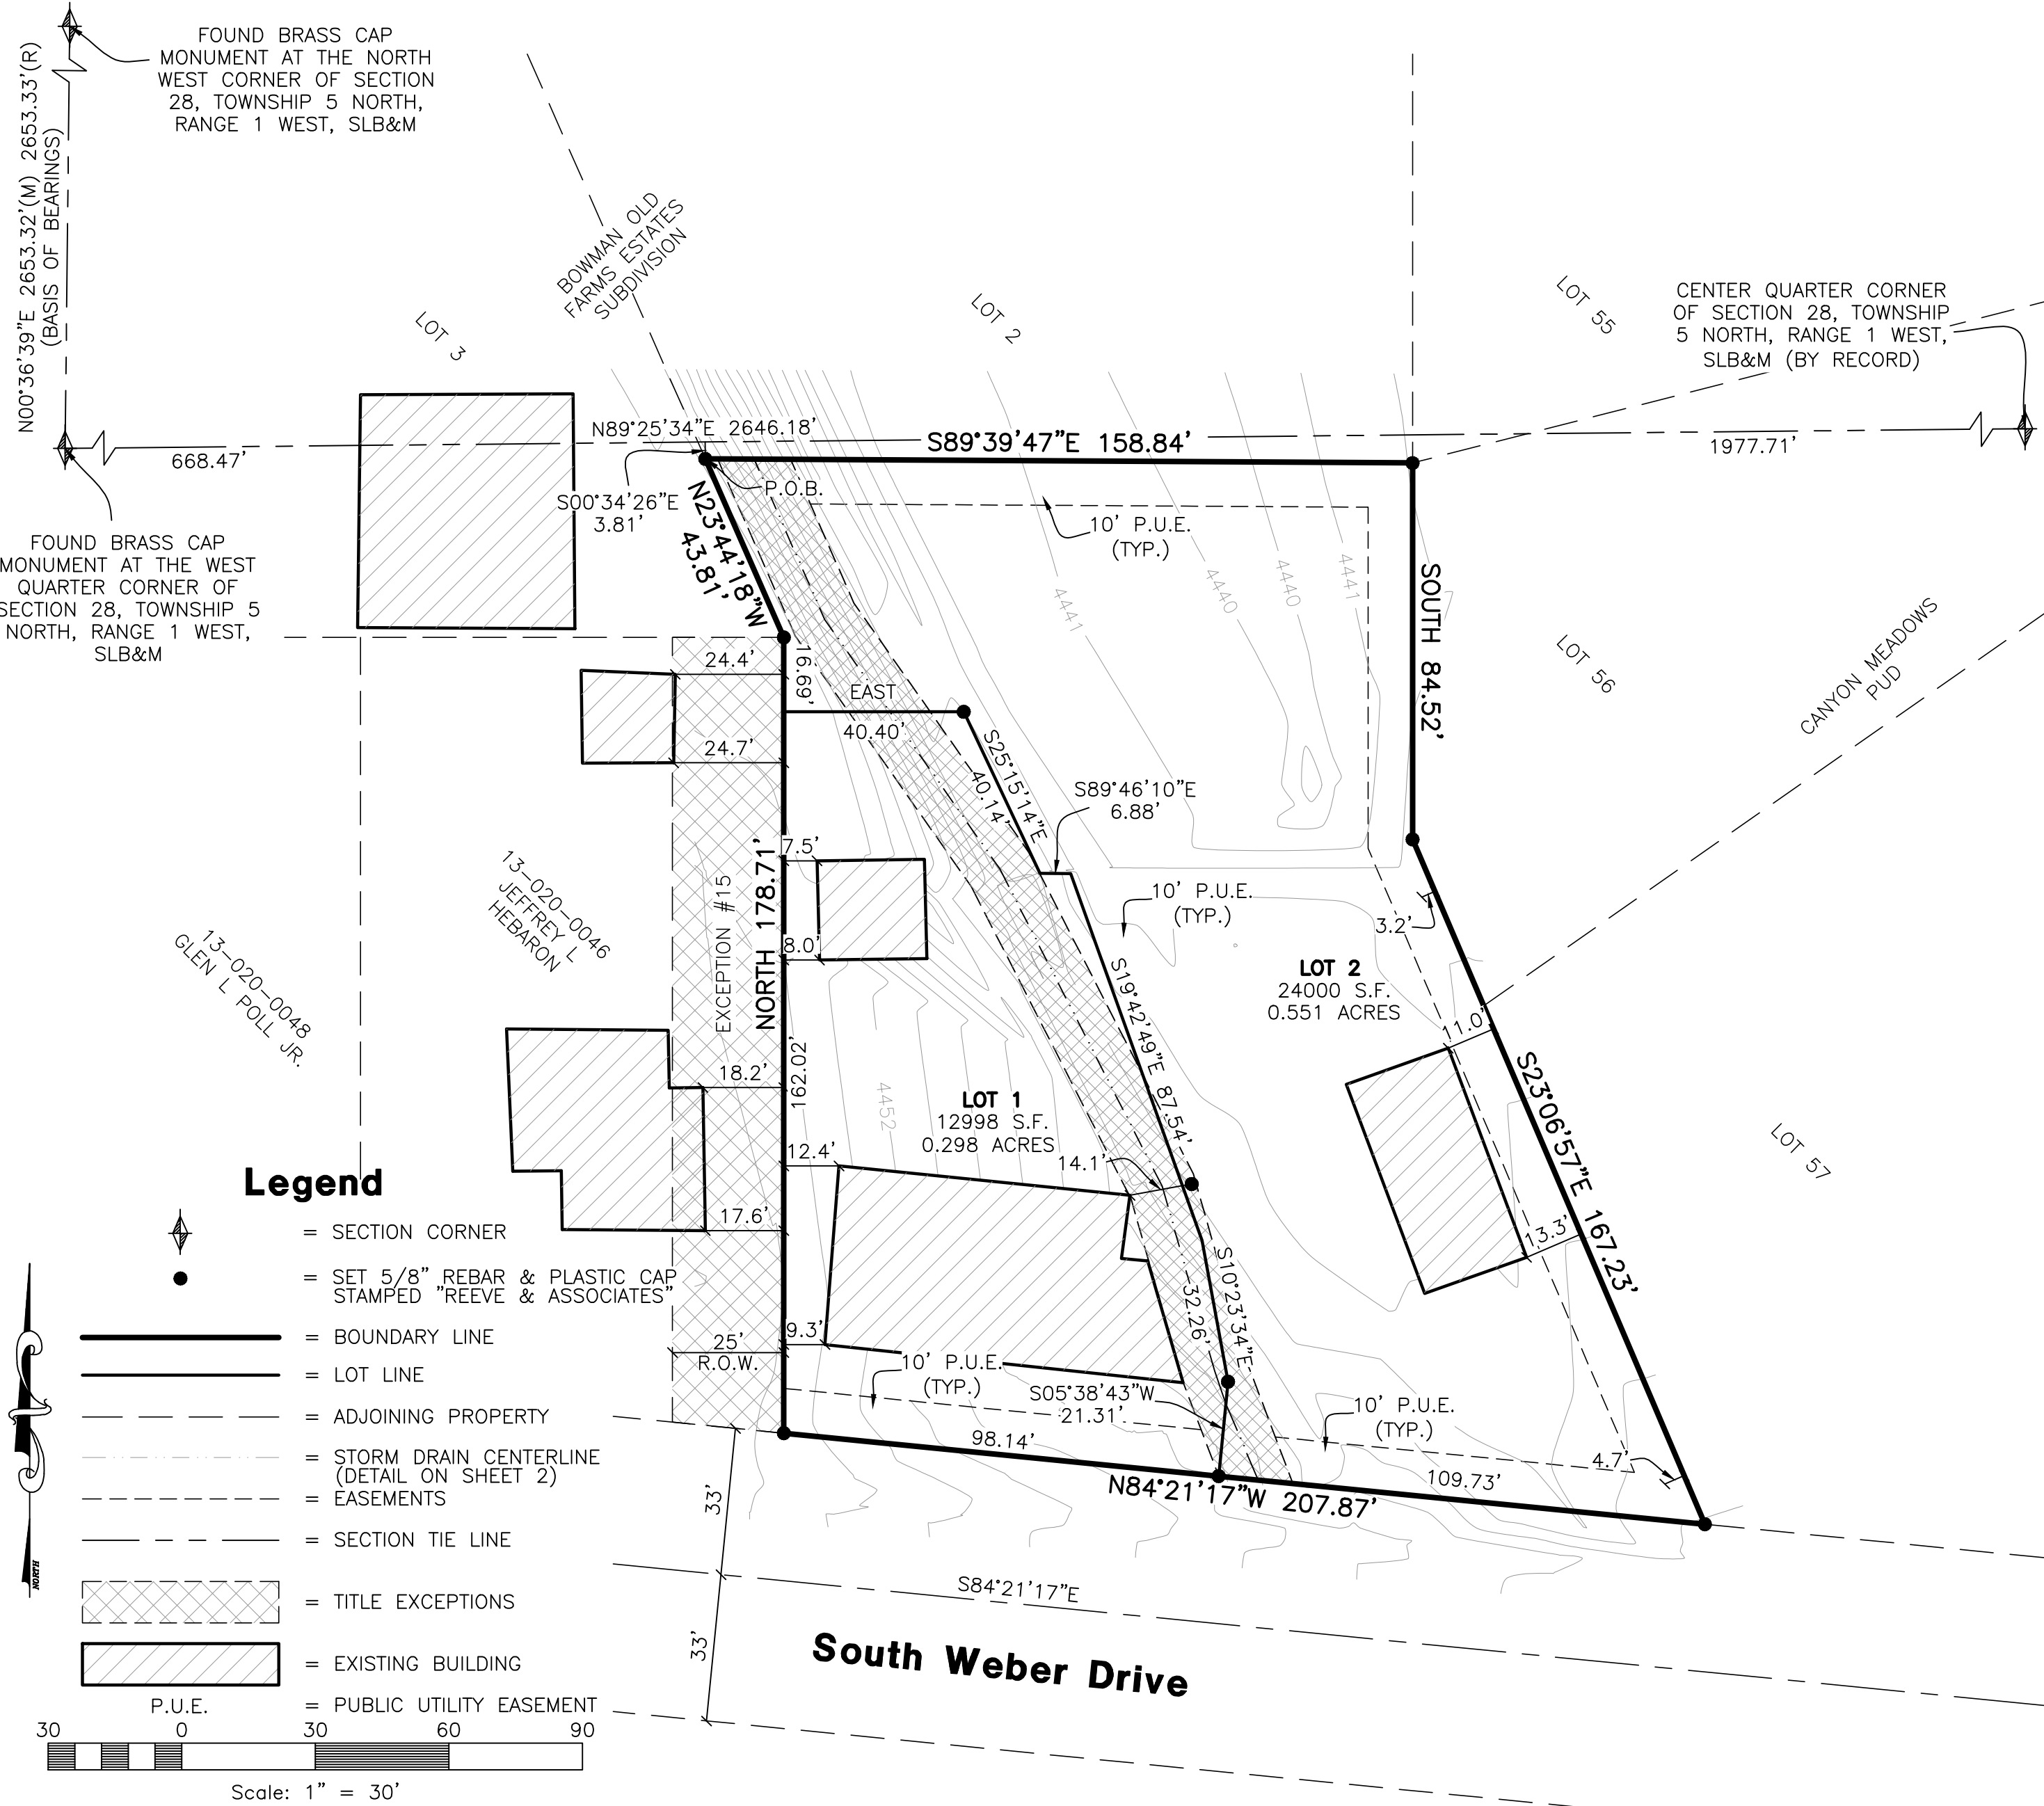 N00°36'39"E 2653.32'(M) 2653.33'(R)
(BASIS OF BEARINGS)
FOUND BRASS CAP
MONUMENT AT THE NORTH
WEST CORNER OF SECTION
28, TOWNSHIP 5 NORTH,
RANGE 1 WEST, SLB&M
BOWMAN OLD
FARMS ESTATES
SUBDIVISION
LOT 3
LOT 2
LOT 55
CENTER QUARTER CORNER
OF SECTION 28, TOWNSHIP
5 NORTH, RANGE 1 WEST,
SLB&M (BY RECORD)
668.47'
N89°25'34"E 2646.18'
S89°39'47"E 158.84'
1977.71'
S00°34'26"E
3.81'
P.O.B.
N23°44'18"W
43.81'
10' P.U.E.
(TYP.)
4441
4440
4440
4441
SOUTH 84.52'
FOUND BRASS CAP
MONUMENT AT THE WEST
QUARTER CORNER OF
SECTION 28, TOWNSHIP 5
NORTH, RANGE 1 WEST,
SLB&M
LOT 56
CANYON MEADOWS
PUD
24.4'
16.69'
EAST
40.40'
24.7'
S25°15'14"E
40.14'
S89°46'10"E
6.88'
7.5'
8.0'
EXCEPTION #15
NORTH 178.71'
162.02'
13-020-0046
JEFFREY L
HEBARON
13-020-0048
GLEN L POLL JR.
10' P.U.E.
(TYP.)
3.2'
LOT 2
24000 S.F.
0.551 ACRES
S19°42'49"E 87.54'
11.0'
S23°06'57"E 167.23'
LOT 57
18.2'
4452
LOT 1
12998 S.F.
0.298 ACRES
12.4'
14.1'
17.6'
13.3'
S10°23'34"E
32.26'
9.3'
25'
R.O.W.
10' P.U.E.
(TYP.)
S05°38'43"W
21.31'
10' P.U.E.
(TYP.)
98.14'
4.7'
109.73'
N84°21'17"W 207.87'
33'
S84°21'17"E
33'
South Weber Drive
Legend
= SECTION CORNER
= SET 5/8" REBAR & PLASTIC CAP
STAMPED "REEVE & ASSOCIATES"
= BOUNDARY LINE
= LOT LINE
= ADJOINING PROPERTY
= STORM DRAIN CENTERLINE
(DETAIL ON SHEET 2)
= EASEMENTS
= SECTION TIE LINE
= TITLE EXCEPTIONS
= EXISTING BUILDING
P.U.E. = PUBLIC UTILITY EASEMENT
NORTH
30 0 30 60 90
Scale: 1" = 30'